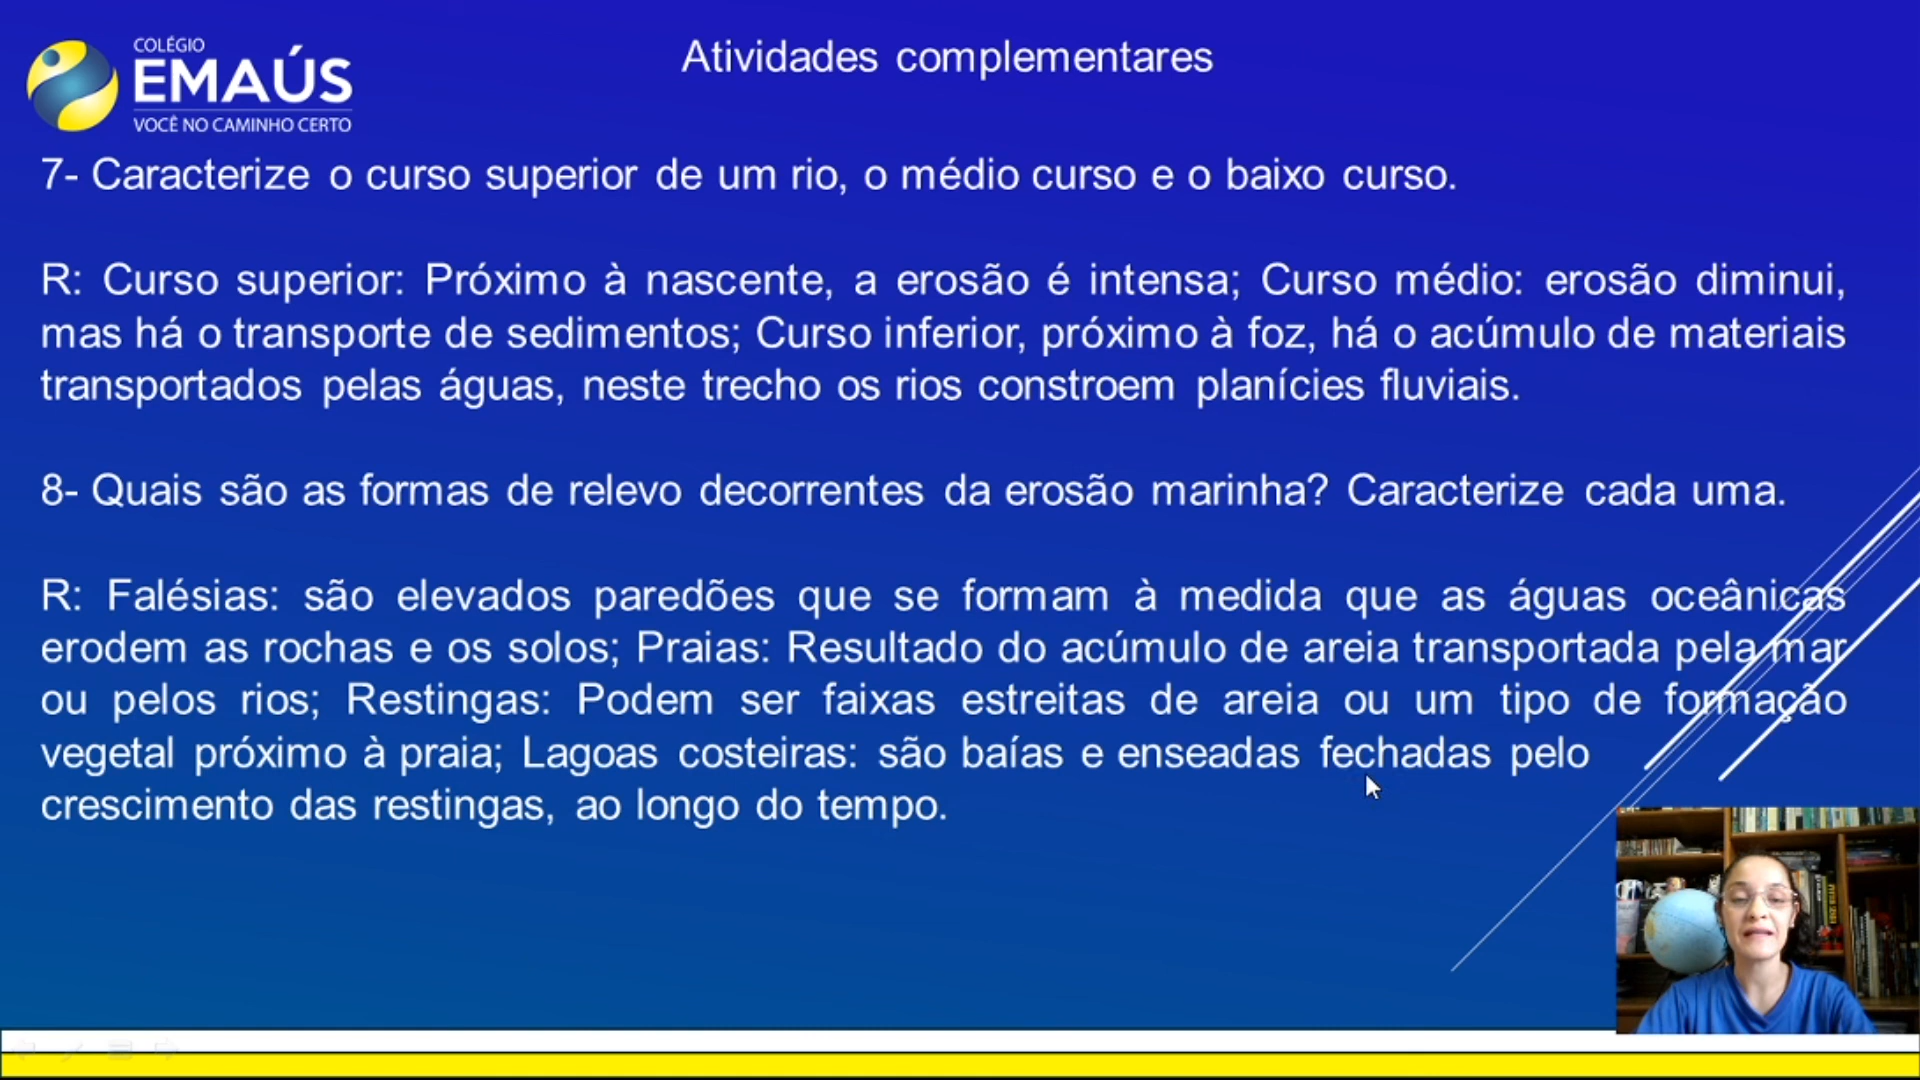 COLÉGIO
EMAÚS
VOCÊ NO CAMINHO CERTO
Atividades complementares
7- Caracterize o curso superior de um rio, o médio curso e o baixo curso.
R: Curso superior: Próximo à nascente, a erosão é intensa; Curso médio: erosão diminui,
mas há o transporte de sedimentos; Curso inferior, próximo à foz, há o acúmulo de materiais
transportados pelas águas, neste trecho os rios constroem planícies fluviais.
8- Quais são as formas de relevo decorrentes da erosão marinha? Caracterize cada uma.
R: Falésias: são elevados paredões que se formam à medida que as águas oceânicas
erodem as rochas e os solos; Praias: Resultado do acúmulo de areia transportada pela mar
ou pelos rios; Restingas: Podem ser faixas estreitas de areia ou um tipo de formação
vegetal próximo à praia; Lagoas costeiras: são baías e enseadas fechadas pelo
crescimento das restingas, ao longo do tempo.